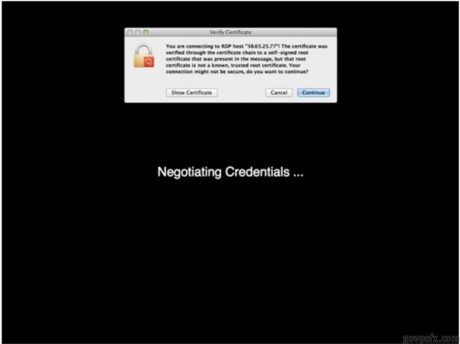 Verify Certificate
You are connecting to RDP host "38.65.25.77"! The certificate was
verified through the certificate chain to a self-signed root
certificate that was present in the message, but that root
certificate is not a known, trusted root certificate. Your
connection might not be secure, do you want to continue?
Show Certificate Cancel Continue
Negotiating Credentials ...